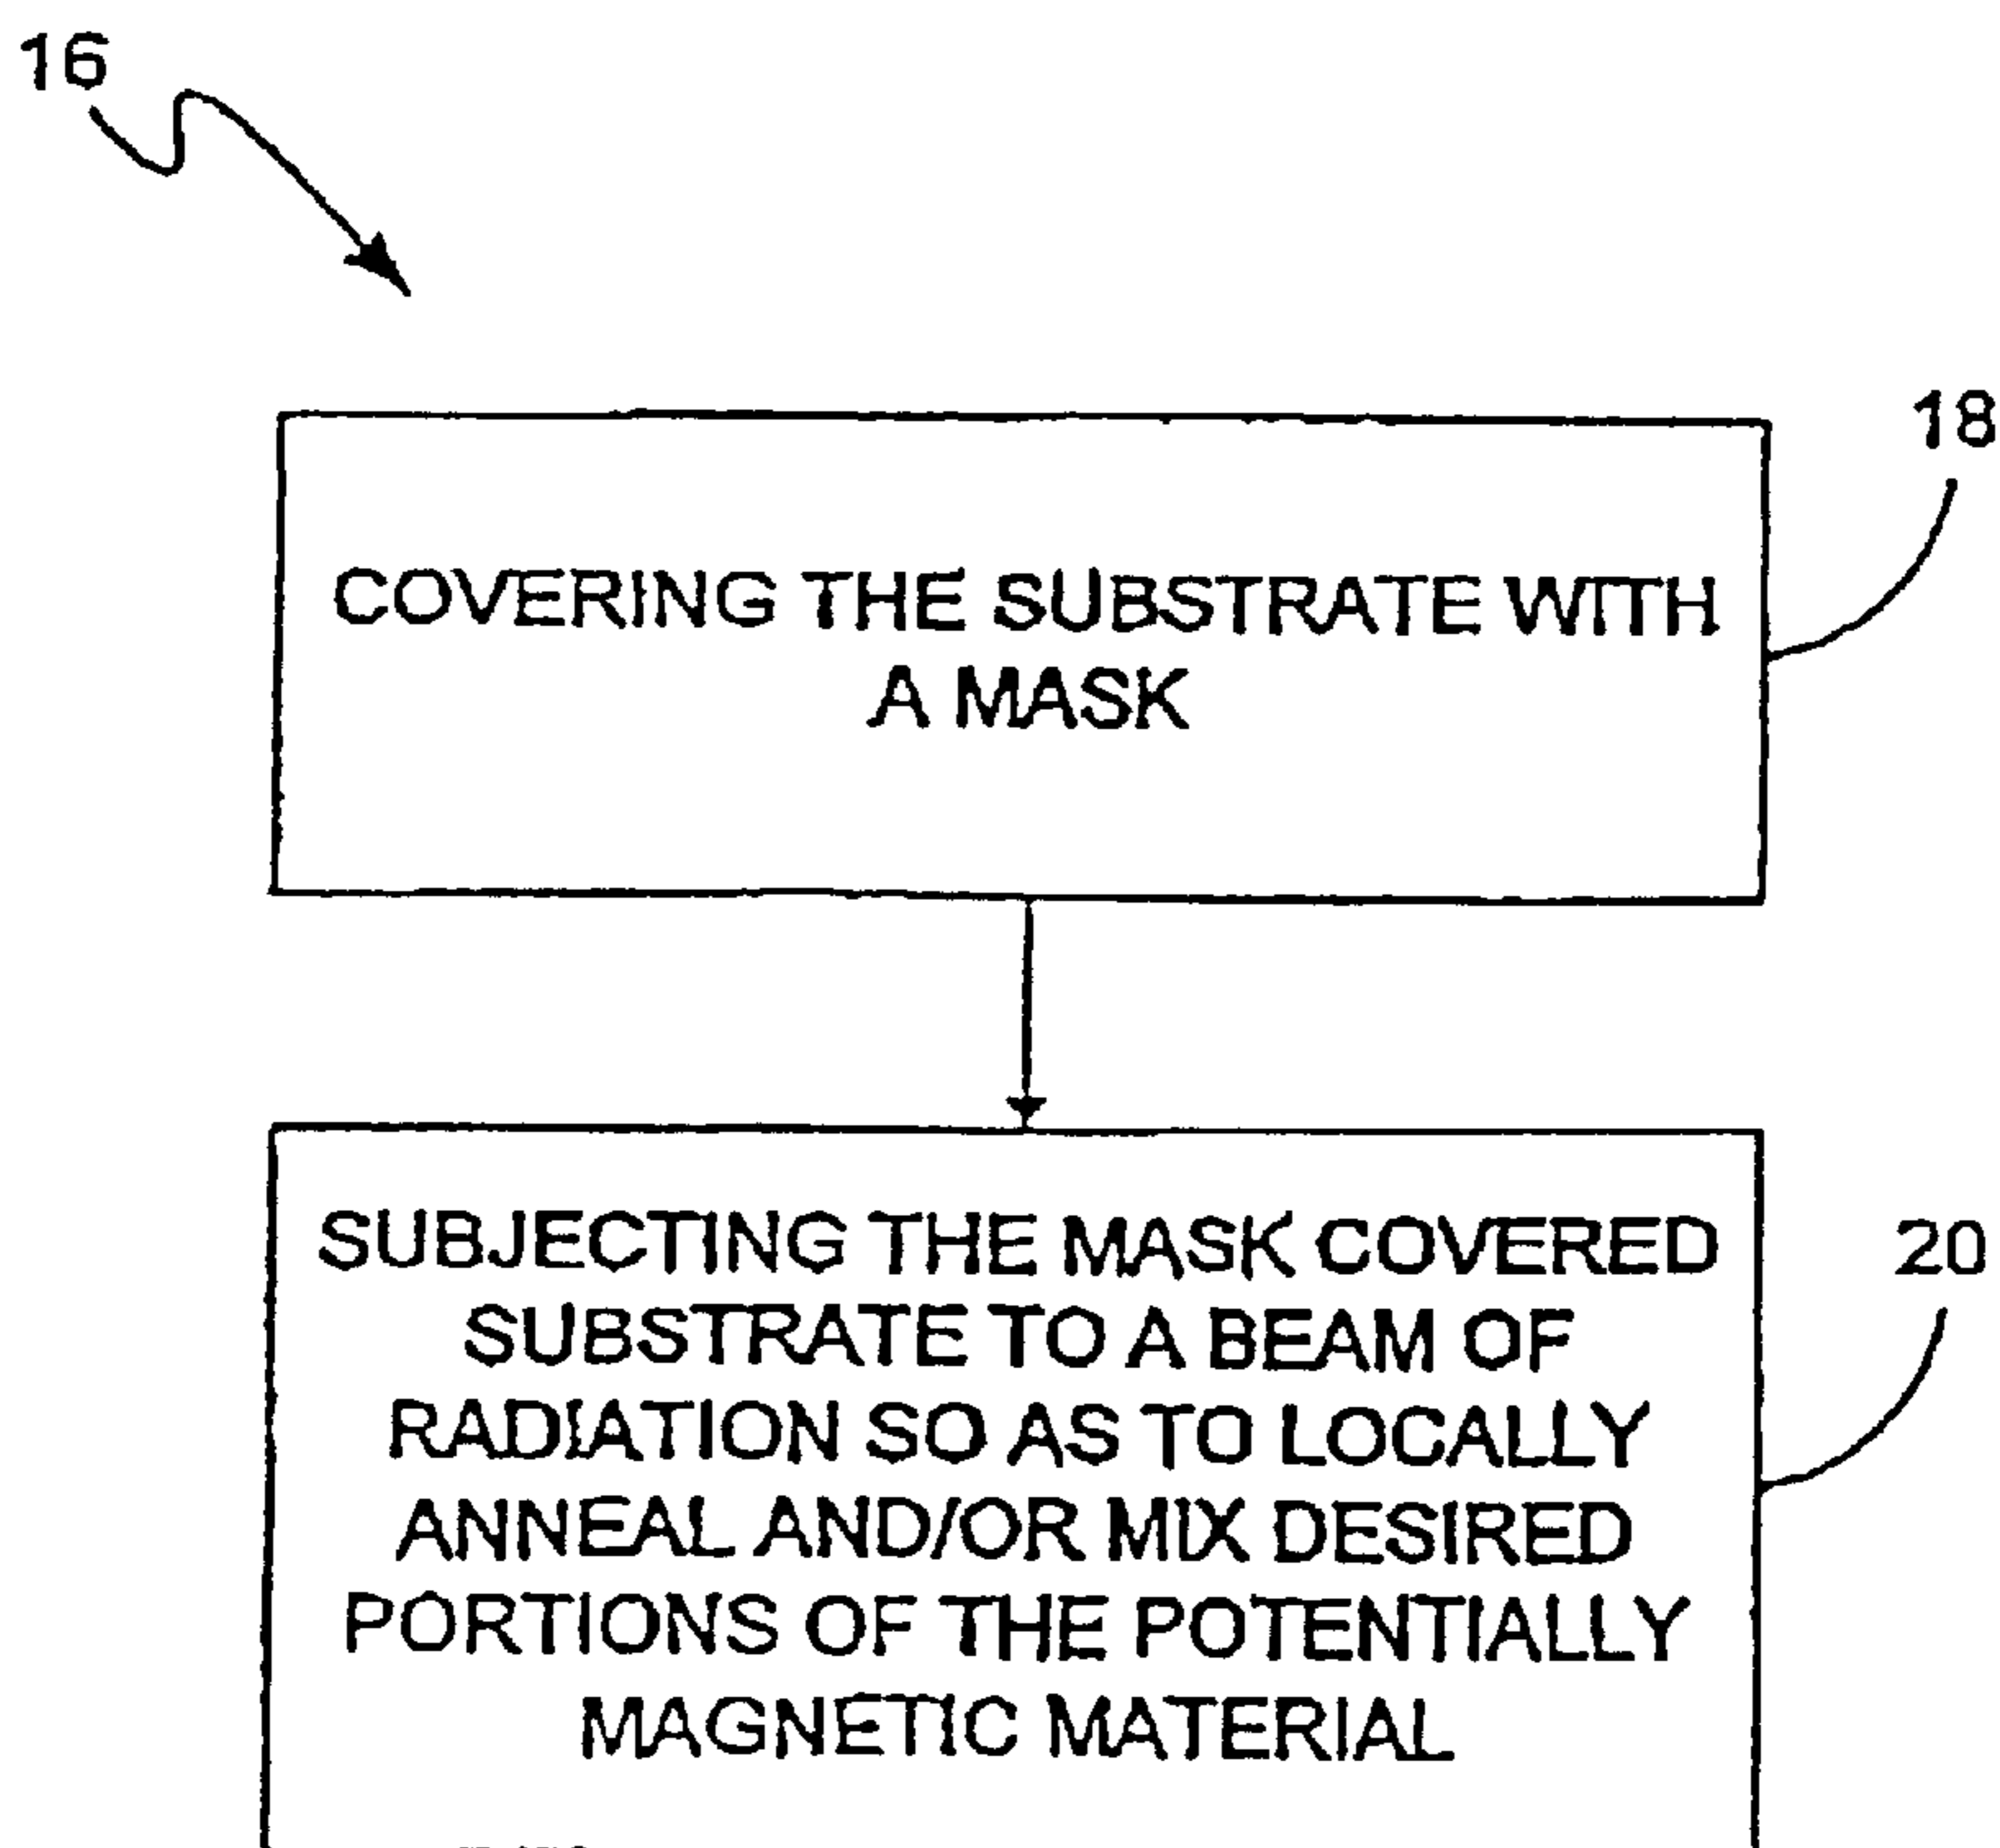 16
18
COVERING THE SUBSTRATE WITH
A MASK
SUBJECTING THE MASK COVERED
SUBSTRATE TO A BEAM OF
RADIATION SO AS TO LOCALLY
ANNEAL AND/OR MIX DESIRED
PORTIONS OF THE POTENTIALLY
MAGNETIC MATERIAL
20